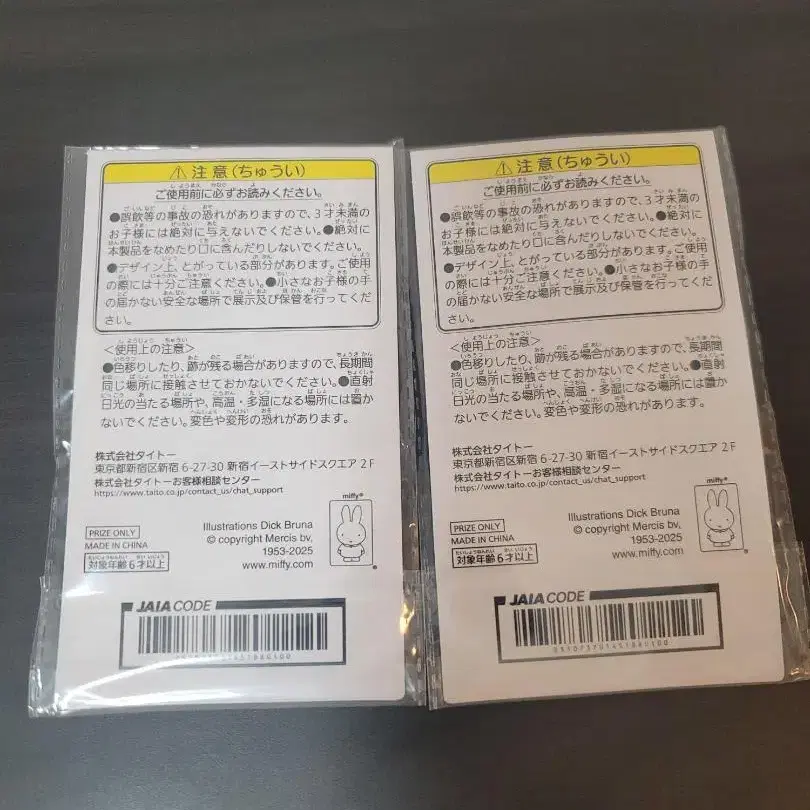 ⚠注意(ちゅうい)
ご使用前に必ずお読みください。
●誤飲等の事故の恐れがありますので、3才未満の
お子様には絶対に与えないでください。●絶対に
本製品をなめたり口に含んだりしないでください。
●デザイン上、とがっている部分があります。ご使用
の際には十分ご注意ください。●小さなお子様の手
の届かない安全な場所で展示及び保管を行ってくだ
さい。
<使用上の注意>
●色移りしたり、跡が残る場合がありますので、長期間
同じ場所に接触させておかないでください。●直射
日光の当たる場所や、高温・多湿になる場所には置か
ないでください。変色や変形の恐れがあります。
株式会社タイトー
東京都新宿区新宿 6-27-30 新宿イーストサイドスクエア 2F
株式会社タイトーお客様相談センター
https://www.taito.co.jp/contact_us/chat_support
PRIZE ONLY
MADE IN CHINA
対象年齢6才以上
Illustrations Dick Bruna
© copyright Mercis bv,
1953-2025
www.miffy.com
miffy®
JAIA CODE
⚠注意(ちゅうい)
ご使用前に必ずお読みください。
●誤飲等の事故の恐れがありますので、3才未満の
お子様には絶対に与えないでください。●絶対に
本製品をなめたり口に含んだりしないでください。
●デザイン上、とがっている部分があります。ご使用
の際には十分ご注意ください。●小さなお子様の手
の届かない安全な場所で展示及び保管を行ってくだ
さい。
<使用上の注意>
●色移りしたり、跡が残る場合がありますので、長期間
同じ場所に接触させておかないでください。●直射
日光の当たる場所や、高温・多湿になる場所には置か
ないでください。変色や変形の恐れがあります。
株式会社タイトー
東京都新宿区新宿 6-27-30 新宿イーストサイドスクエア 2F
株式会社タイトーお客様相談センター
https://www.taito.co.jp/contact_us/chat_support
PRIZE ONLY
MADE IN CHINA
対象年齢6才以上
Illustrations Dick Bruna
© copyright Mercis bv,
1953-2025
www.miffy.com
miffy®
JAIA CODE